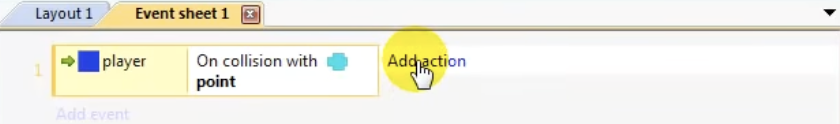 Layout 1 Event sheet 1
1 player On collision with Add action
point
Add event